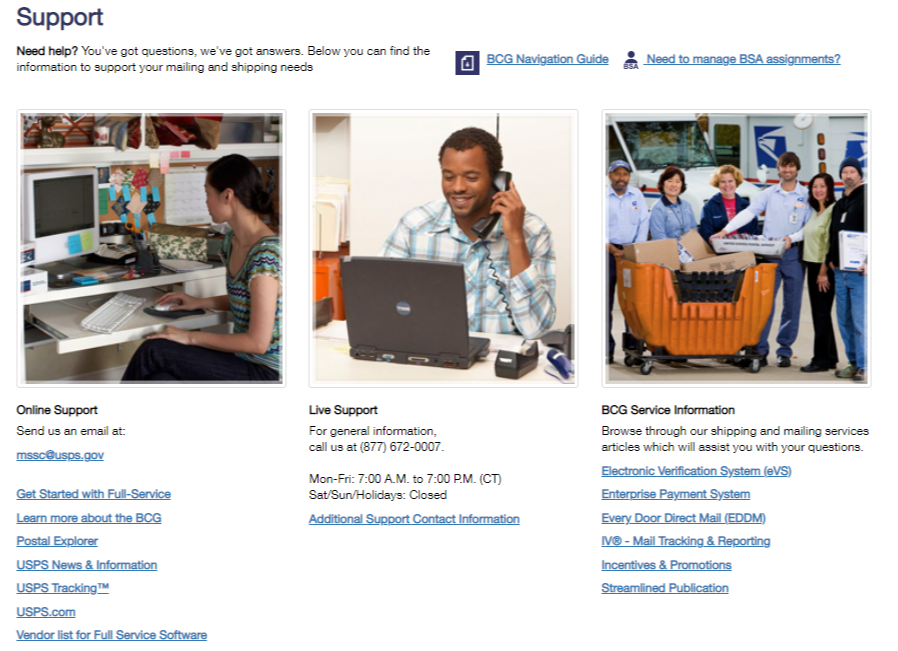 Support
Need help? You've got questions, we've got answers. Below you can find the
information to support your mailing and shipping needs
BCG Navigation Guide
BSA
Need to manage BSA assignments?
Online Support
Send us an email at:
mssc@usps.gov
Get Started with Full-Service
Learn more about the BCG
Postal Explorer
USPS News & Information
USPS Tracking™
USPS.com
Vendor list for Full Service Software
Live Support
For general information,
call us at (877) 672-0007.
Mon-Fri: 7:00 A.M. to 7:00 P.M. (CT)
Sat/Sun/Holidays: Closed
Additional Support Contact Information
BCG Service Information
Browse through our shipping and mailing services
articles which will assist you with your questions.
Electronic Verification System (eVS)
Enterprise Payment System
Every Door Direct Mail (EDDM)
IV® - Mail Tracking & Reporting
Incentives & Promotions
Streamlined Publication